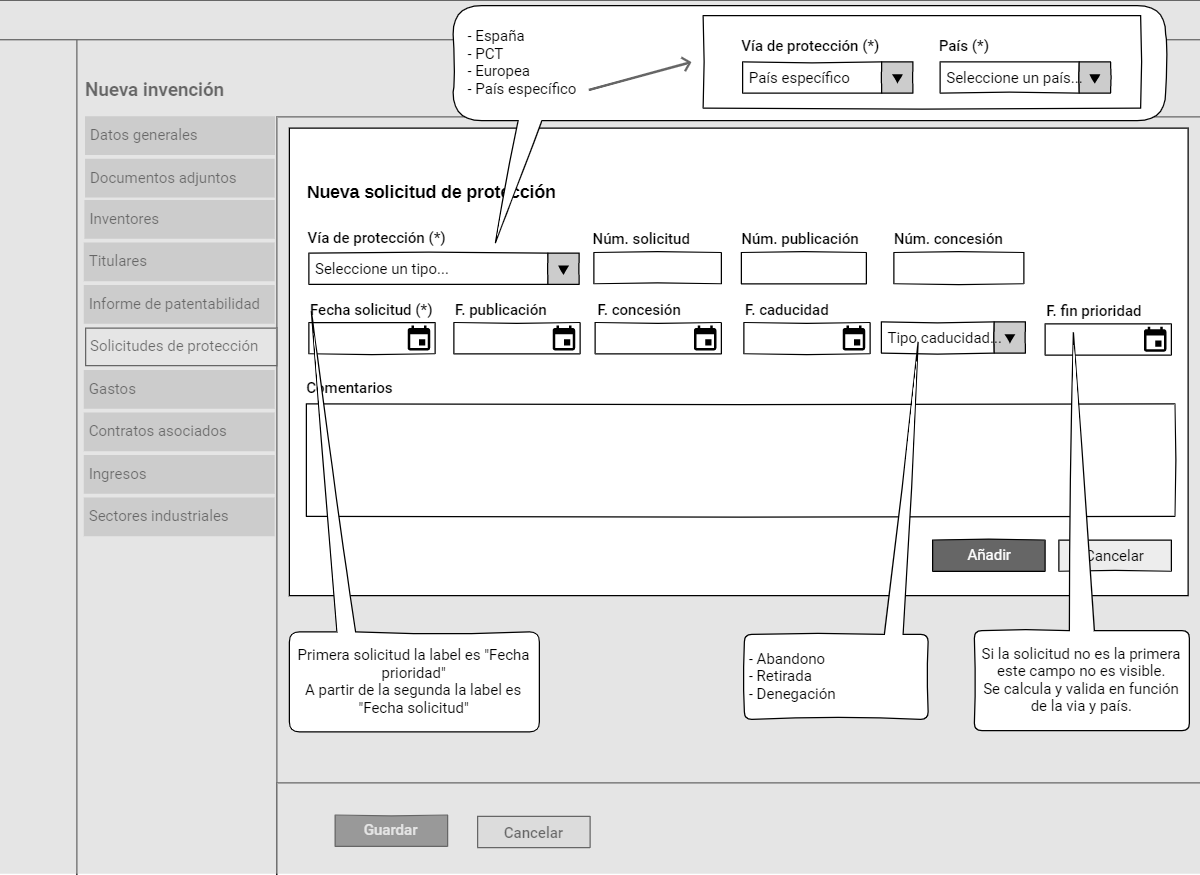 - España
- PCT
- Europea
- País específico
Vía de protección (*)
País (*)
País específico
Seleccione un país...
Nueva invención
Datos generales
Documentos adjuntos
Inventores
Titulares
Informe de patentabilidad
Solicitudes de protección
Gastos
Contratos asociados
Ingresos
Sectores industriales
Nueva solicitud de protección
Vía de protección (*)
Núm. solicitud
Núm. publicación
Núm. concesión
Seleccione un tipo...
Fecha solicitud (*)
F. publicación
F. concesión
F. caducidad
F. fin prioridad
Tipo caducidad...
Comentarios
Añadir
Cancelar
Primera solicitud la label es "Fecha
prioridad"
A partir de la segunda la label es
"Fecha solicitud"
- Abandono
- Retirada
- Denegación
Si la solicitud no es la primera
este campo no es visible.
Se calcula y valida en función
de la via y país.
Guardar
Cancelar